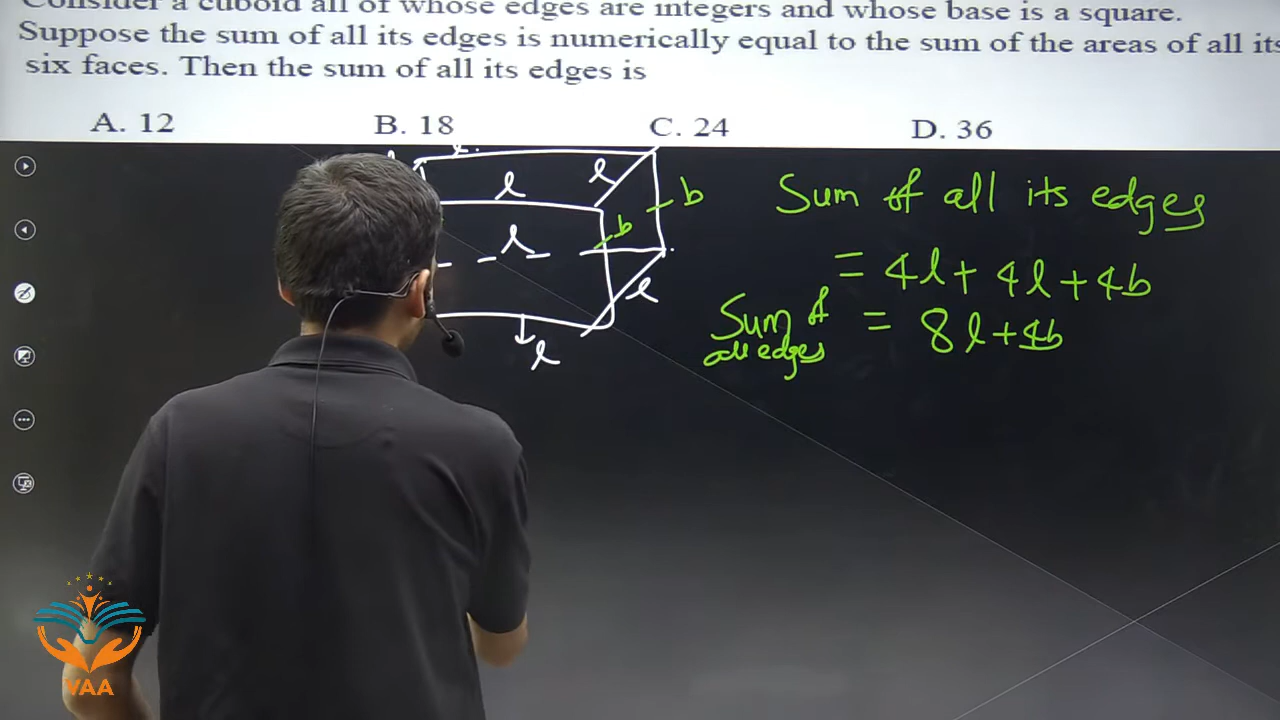 Consider a cuboid all of whose edges are integers and whose base is a square.
Suppose the sum of all its edges is numerically equal to the sum of the areas of all its
six faces. Then the sum of all its edges is
A. 12 B. 18 C. 24 D. 36
l
l
b
b
l
l
l
Sum of all its edges
= 4l + 4l + 4b
Sum of all edges = 8l + 4b
VAA